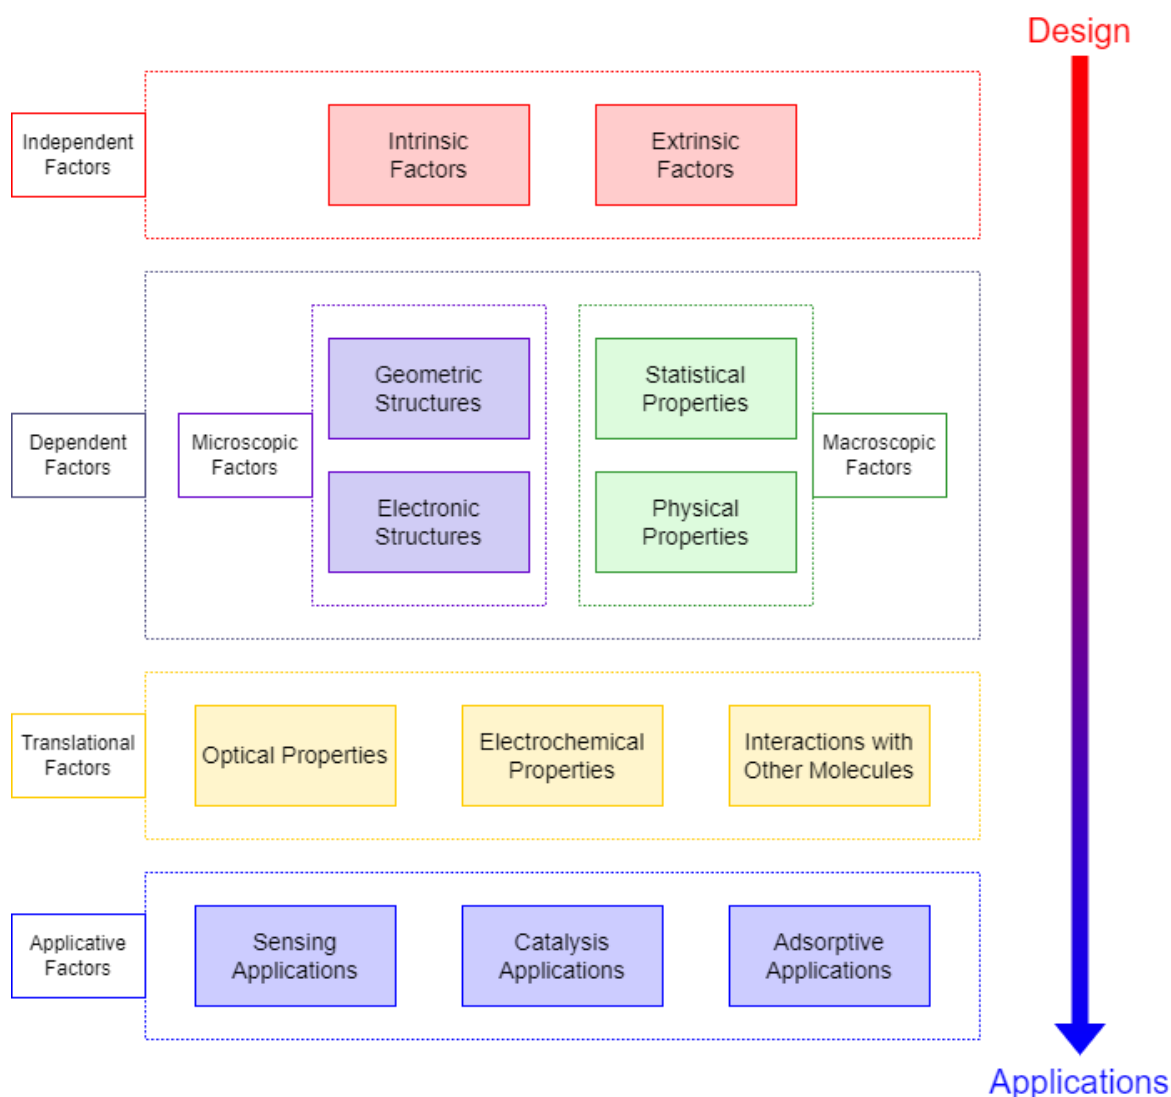 Design
Independent
Factors
Intrinsic
Factors
Extrinsic
Factors
Dependent
Factors
Microscopic
Factors
Geometric
Structures
Electronic
Structures
Statistical
Properties
Physical
Properties
Macroscopic
Factors
Translational
Factors
Optical Properties
Electrochemical
Properties
Interactions with
Other Molecules
Applicative
Factors
Sensing
Applications
Catalysis
Applications
Adsorptive
Applications
Applications